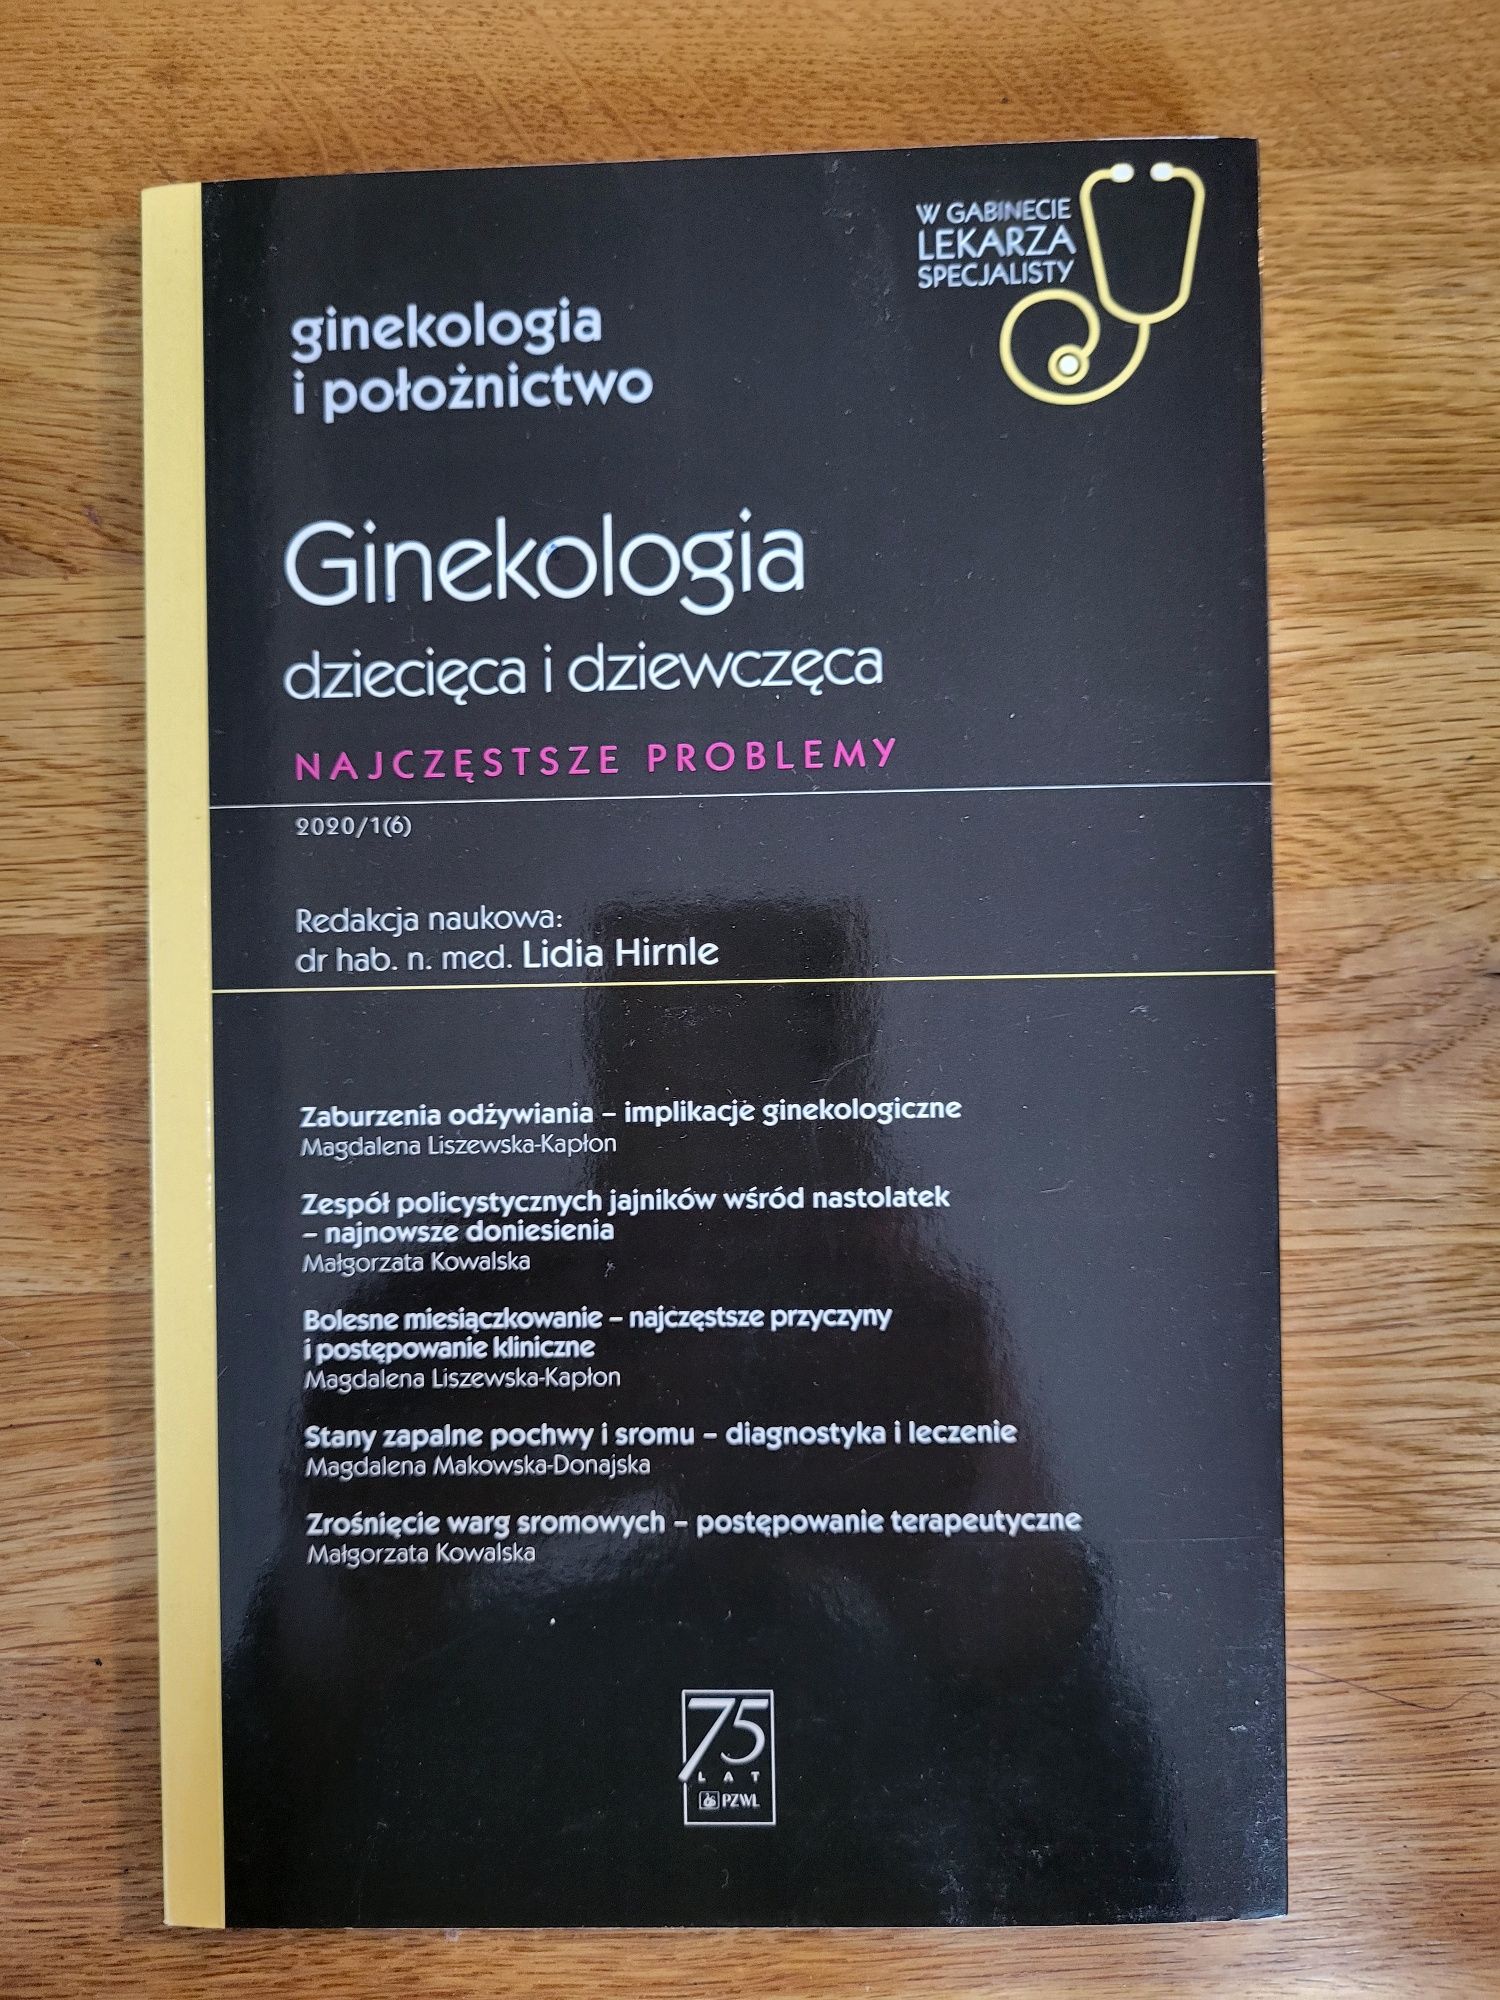 W GABINECIE
LEKARZA
SPECJALISTY
ginekologia
i położnictwo
Ginekologia
dziecięca i dziewczęca
NAJCZĘSTSZE PROBLEMY
2020/1(6)
Redakcja naukowa:
dr hab. n. med. Lidia Hirnle
Zaburzenia odżywiania – implikacje ginekologiczne
Magdalena Liszewska-Kapłon
Zespół policystycznych jajników wśród nastolatek
– najnowsze doniesienia
Małgorzata Kowalska
Bolesne miesiączkowanie – najczęstsze przyczyny
i postępowanie kliniczne
Magdalena Liszewska-Kapłon
Stany zapalne pochwy i sromu – diagnostyka i leczenie
Magdalena Makowska-Donajska
Zrośnięcie warg sromowych – postępowanie terapeutyczne
Małgorzata Kowalska
75
LAT
PZWL